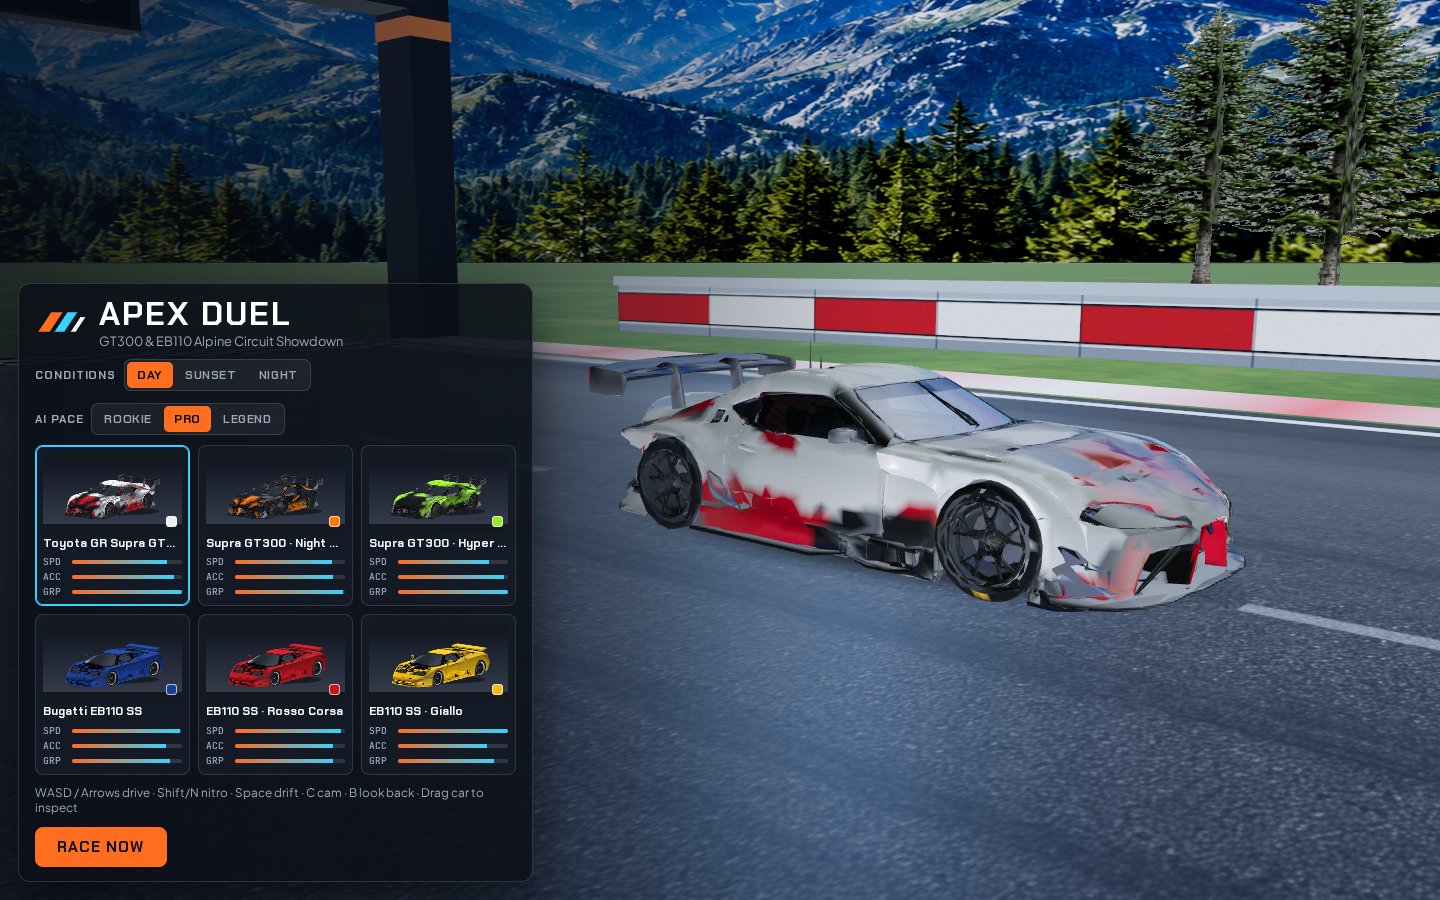 APEX DUEL
GT300 & EB110 Alpine Circuit Showdown
CONDITIONS DAY SUNSET NIGHT
AI PACE ROOKIE PRO LEGEND
Toyota GR Supra GT...
SPD
ACC
GRP
Supra GT300 · Night ...
SPD
ACC
GRP
Supra GT300 · Hyper ...
SPD
ACC
GRP
Bugatti EB110 SS
SPD
ACC
GRP
EB110 SS · Rosso Corsa
SPD
ACC
GRP
EB110 SS · Giallo
SPD
ACC
GRP
WASD / Arrows drive · Shift/N nitro · Space drift · C cam · B look back · Drag car to
inspect
RACE NOW